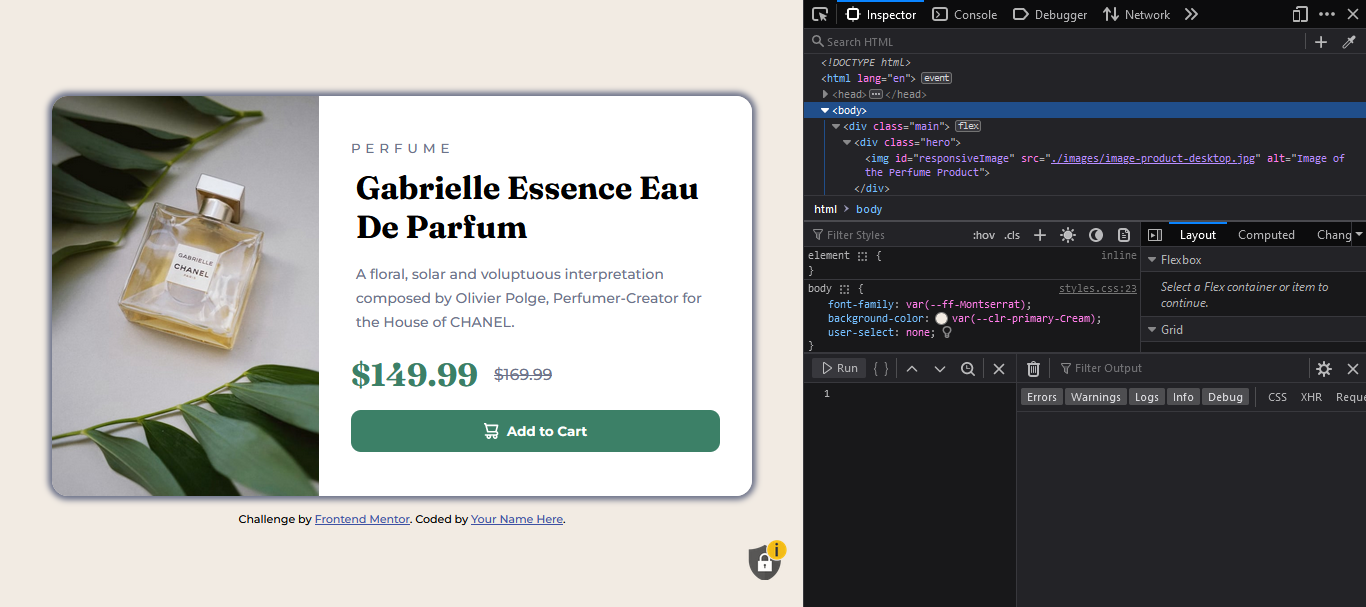 PERFUME
Gabrielle Essence Eau
De Parfum
A floral, solar and voluptuous interpretation
composed by Olivier Polge, Perfumer-Creator for
the House of CHANEL.
$149.99 $169.99
Add to Cart
GABRIELLE
CHANEL
PARIS
Challenge by Frontend Mentor. Coded by Your Name Here.
i
Inspector Console Debugger Network
Search HTML
<!DOCTYPE html>
<html lang="en"> event
<head> ••• </head>
<body>
<div class="main"> flex
<div class="hero">
<img id="responsiveImage" src="./images/image-product-desktop.jpg" alt="Image of
the Perfume Product">
</div>
html > body
Filter Styles :hov .cls +
element { inline
}
body { styles.css:23
font-family: var(--ff-Montserrat);
background-color: var(--clr-primary-Cream);
user-select: none;
}
Layout Computed Chang
Flexbox
Select a Flex container or item to
continue.
Grid
Run { }
1
Filter Output
Errors Warnings Logs Info Debug CSS XHR Reque